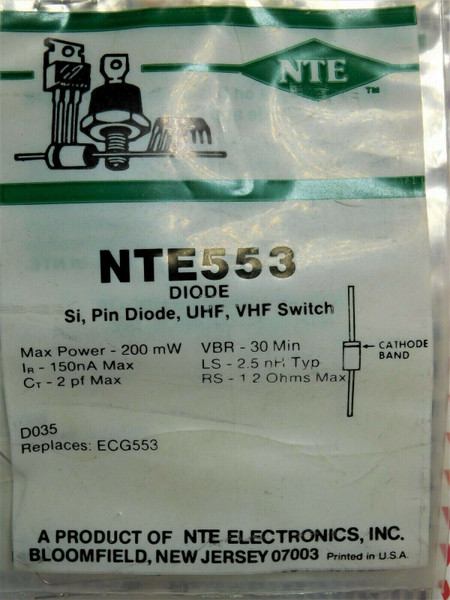 NTE
TM
NTE553
DIODE
Si, Pin Diode, UHF, VHF Switch
Max Power - 200 mW
IR - 150nA Max
CT - 2 pf Max
VBR - 30 Min
LS - 2.5 nH Typ
RS - 1.2 Ohms Max
CATHODE
BAND
D035
Replaces: ECG553
A PRODUCT OF NTE ELECTRONICS, INC.
BLOOMFIELD, NEW JERSEY 07003 Printed in U.S.A.